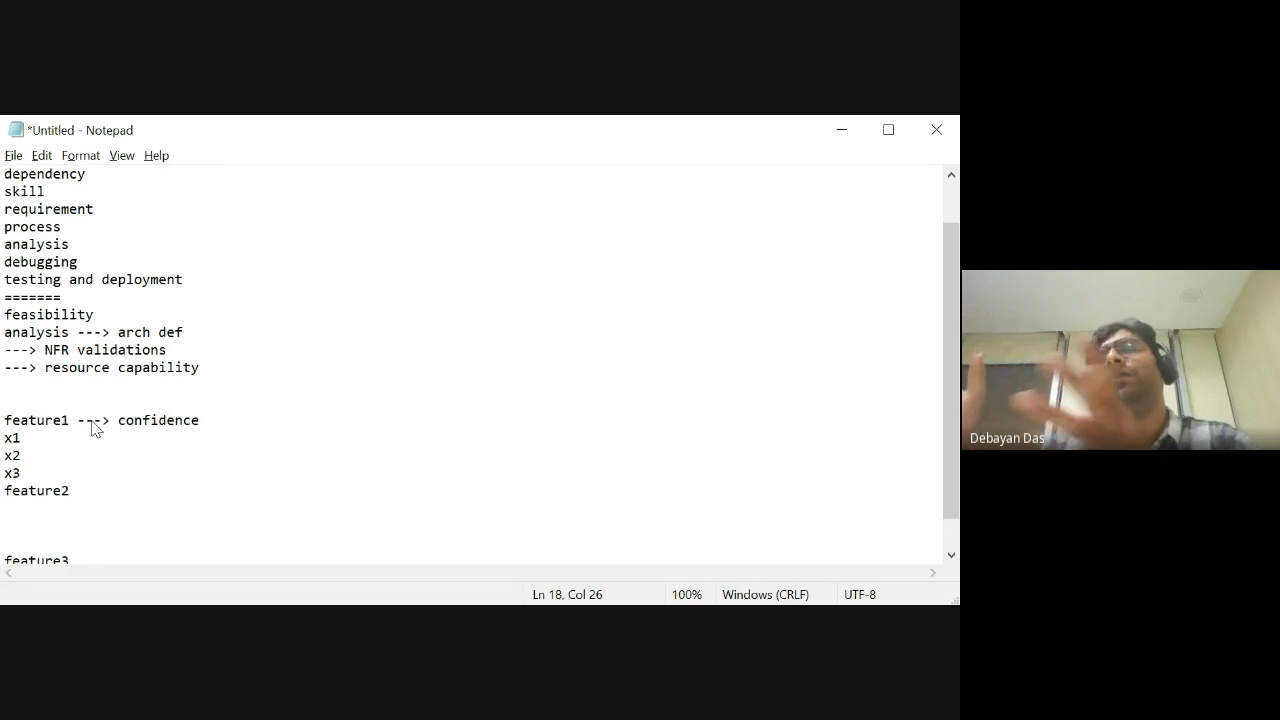 *Untitled - Notepad
File Edit Format View Help
dependency
skill
requirement
process
analysis
debugging
testing and deployment
=======
feasibility
analysis ---> arch def
---> NFR validations
---> resource capability
feature1 ---> confidence
x1
x2
x3
feature2
feature3
Ln 18, Col 26 100% Windows (CRLF) UTF-8
Debayan Das